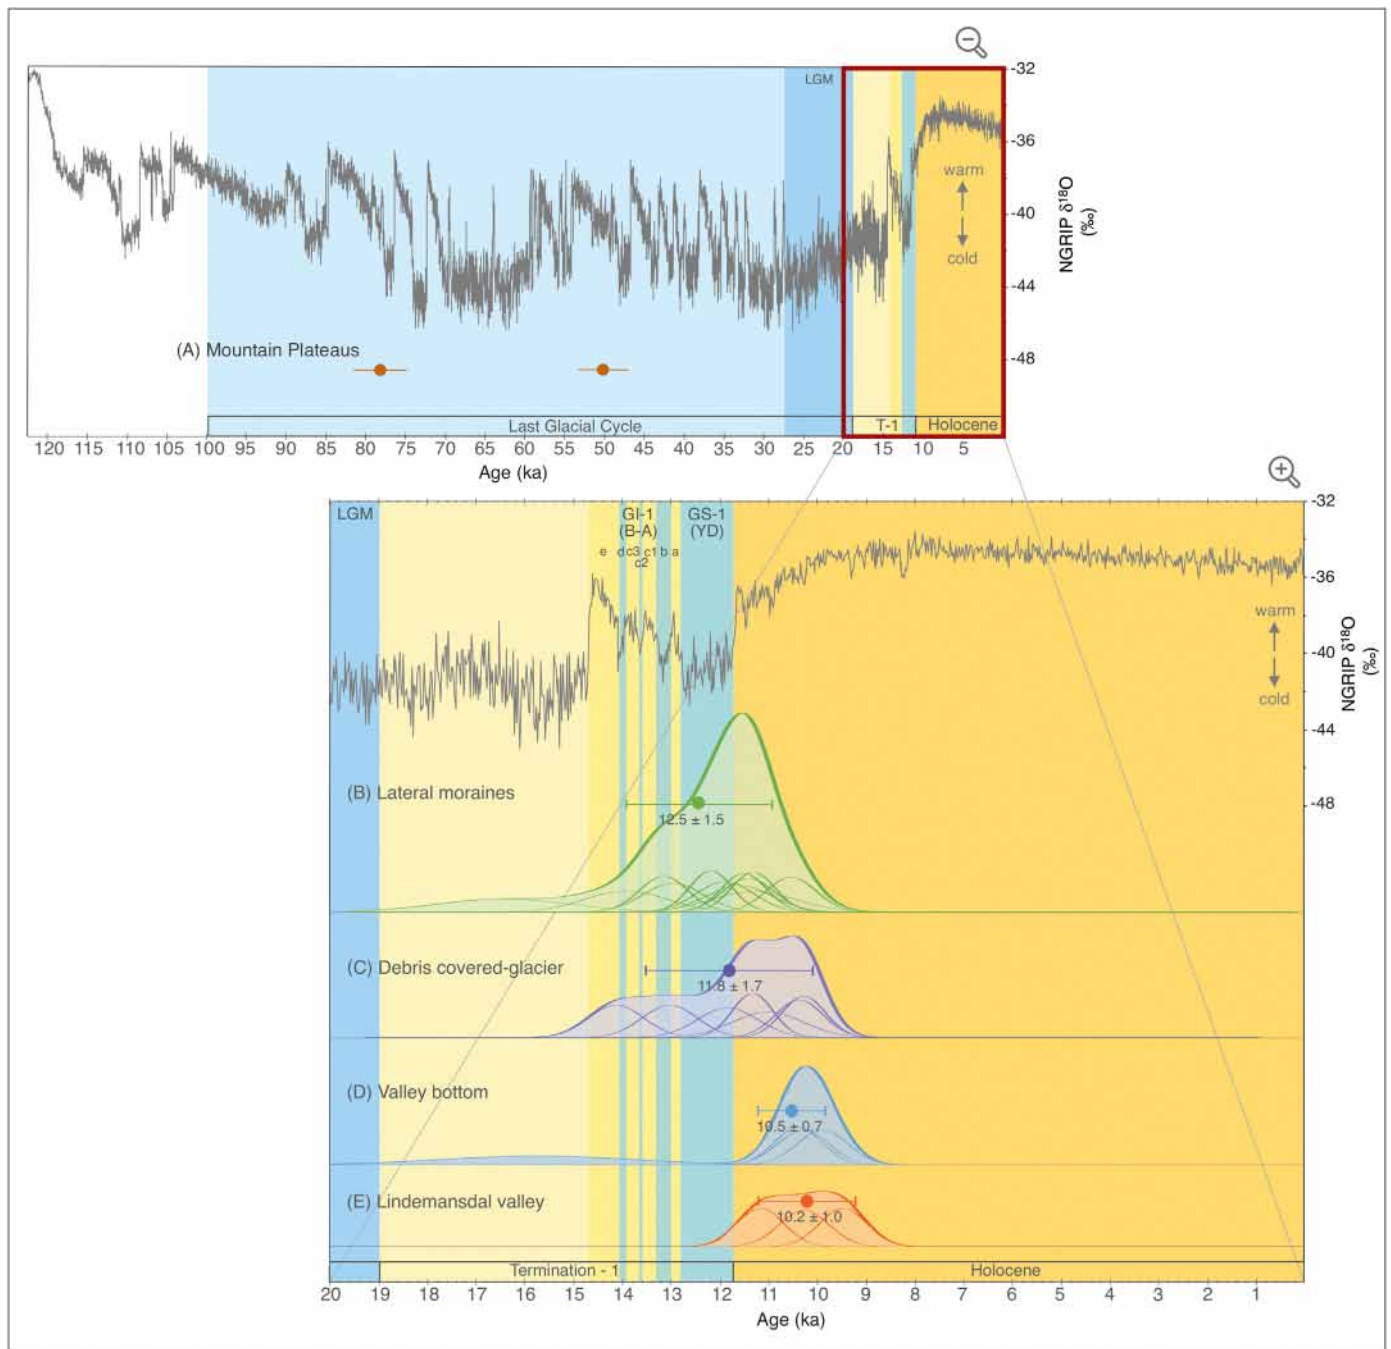 LGM
-32
-36
-40
-44
-48
warm
cold
NGRIP δ18O
(‰)
(A) Mountain Plateaus
Last Glacial Cycle
T-1
Holocene
120 115 110 105 100 95 90 85 80 75 70 65 60 55 50 45 40 35 30 25 20 15 10 5
Age (ka)
LGM
GI-1
(B-A)
GS-1
(YD)
e d c3 c1 b a
c2
-32
-36
-40
-44
-48
warm
cold
NGRIP δ18O
(‰)
(B) Lateral moraines
12.5 ± 1.5
(C) Debris covered-glacier
11.8 ± 1.7
(D) Valley bottom
10.5 ± 0.7
(E) Lindemansdal valley
10.2 ± 1.0
Termination - 1
Holocene
20 19 18 17 16 15 14 13 12 11 10 9 8 7 6 5 4 3 2 1
Age (ka)